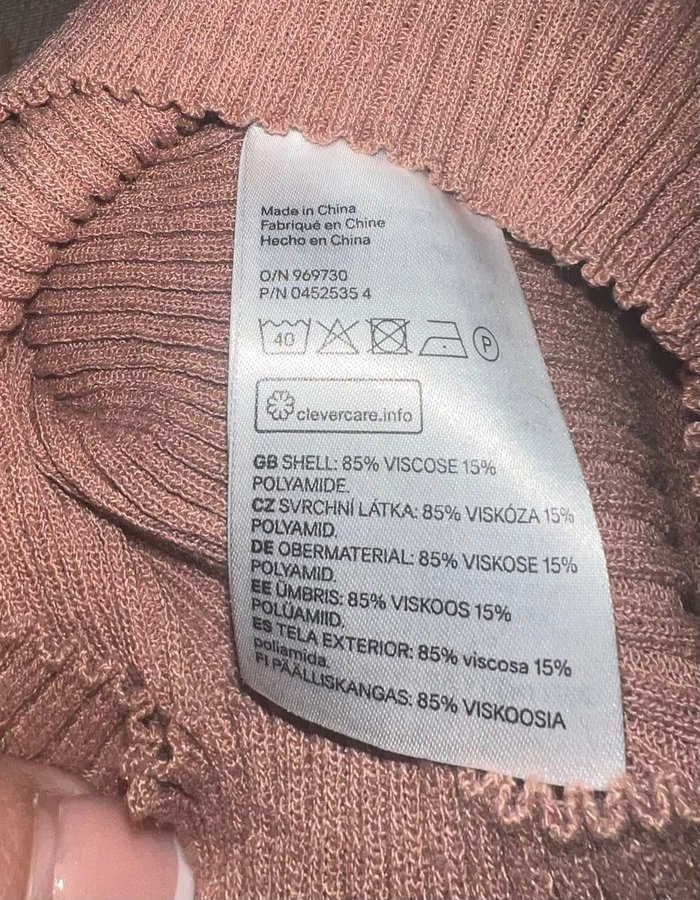 Made in China
Fabriqué en Chine
Hecho en China
O/N 969730
P/N 0452535 4
40 P
clevercare.info
GB SHELL: 85% VISCOSE 15%
POLYAMIDE.
CZ SVRCHNÍ LÁTKA: 85% VISKÓZA 15%
POLYAMID.
DE OBERMATERIAL: 85% VISKOSE 15%
POLYAMID.
EE ÜMBRIS: 85% VISKOOS 15%
POLÜAMIID.
ES TELA EXTERIOR: 85% viscosa 15%
poliamida.
FI PÄÄLLISKANGAS: 85% VISKOOSIA